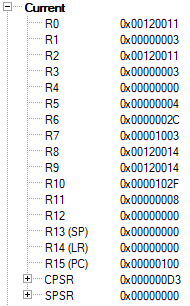 Current
R0 0x00120011
R1 0x00000003
R2 0x00120011
R3 0x00000003
R4 0x00000000
R5 0x00000004
R6 0x0000002C
R7 0x00001003
R8 0x00120014
R9 0x00120014
R10 0x0000102F
R11 0x00000008
R12 0x00000000
R13 (SP) 0x00000000
R14 (LR) 0x00000000
R15 (PC) 0x00000100
CPSR 0x000000D3
SPSR 0x00000000